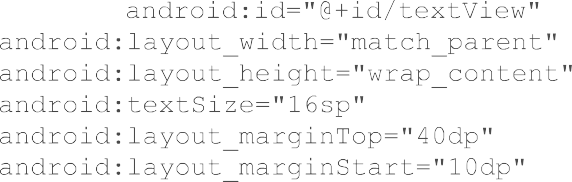 android:id="@+id/textView"
android:layout_width="match_parent"
android:layout_height="wrap_content"
android:textSize="16sp"
android:layout_marginTop="40dp"
android:layout_marginStart="10dp"